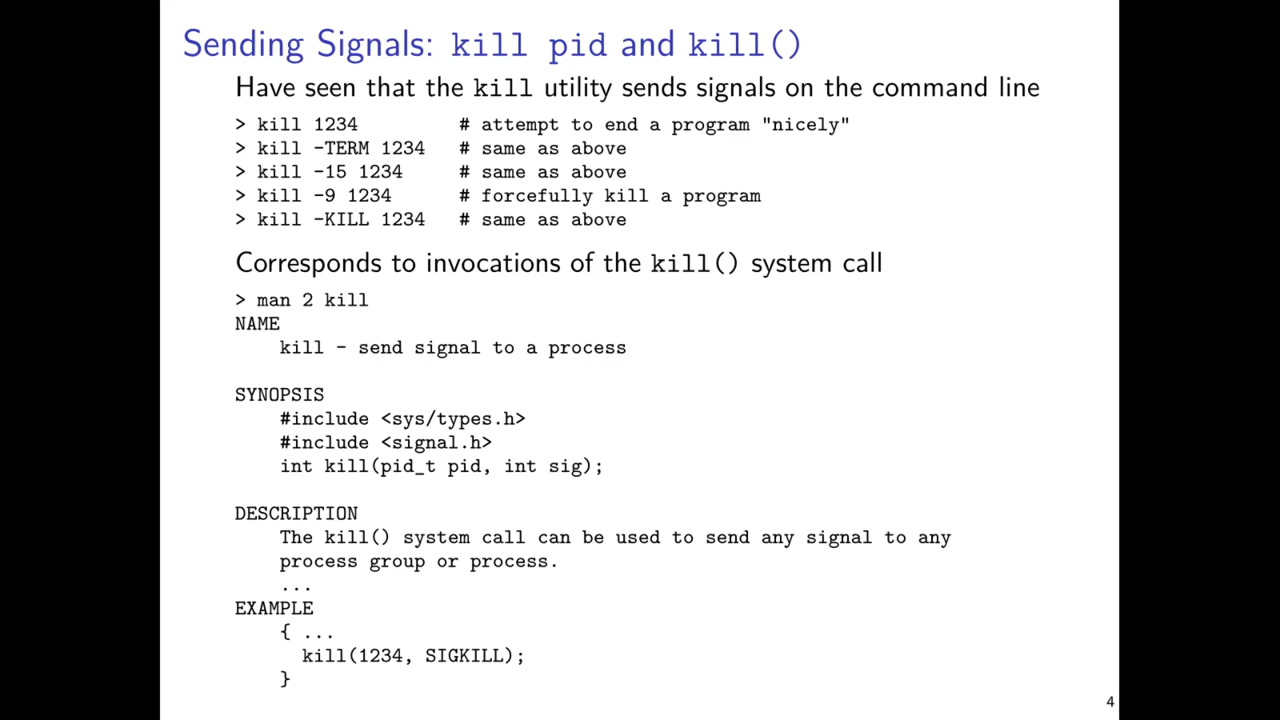 Sending Signals: kill pid and kill()
Have seen that the kill utility sends signals on the command line
> kill 1234 # attempt to end a program "nicely"
> kill -TERM 1234 # same as above
> kill -15 1234 # same as above
> kill -9 1234 # forcefully kill a program
> kill -KILL 1234 # same as above
Corresponds to invocations of the kill() system call
> man 2 kill
NAME
kill - send signal to a process
SYNOPSIS
#include <sys/types.h>
#include <signal.h>
int kill(pid_t pid, int sig);
DESCRIPTION
The kill() system call can be used to send any signal to any
process group or process.
...
EXAMPLE
{ ...
kill(1234, SIGKILL);
}
4